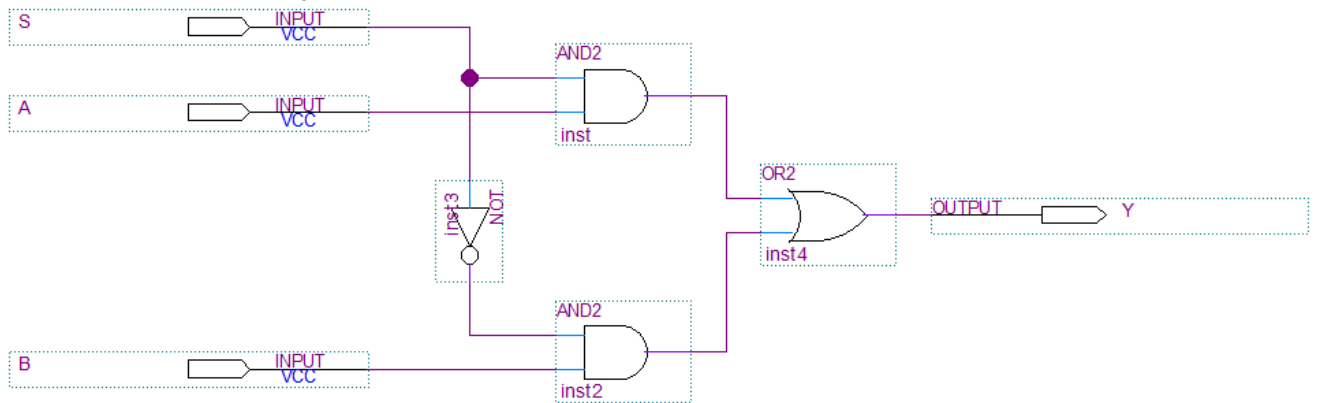 S
INPUT
VCC
AND2
A
INPUT
VCC
inst
inst3
NOT
OR2
OUTPUT
Y
inst4
AND2
B
INPUT
VCC
inst2